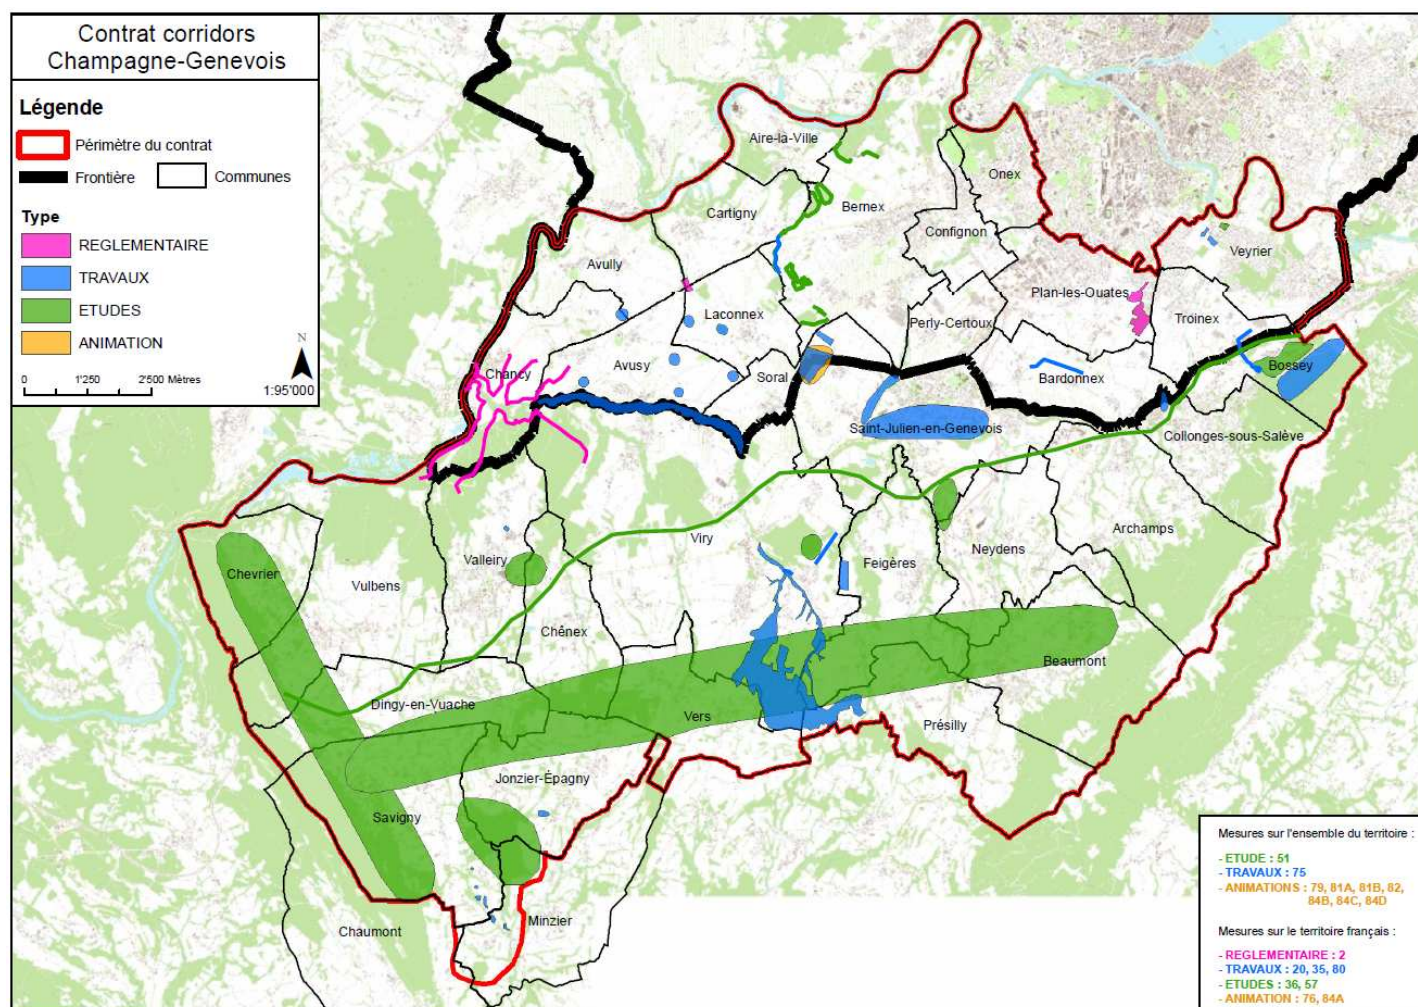 Contrat corridors
Champagne-Genevois
Légende
Périmètre du contrat
Frontière
Communes
Type
REGLEMENTAIRE
TRAVAUX
ETUDES
ANIMATION
N
0 1'250 2'500 Mètres
1:95'000
Aire-la-Ville
Onex
Cartigny
Bernex
Confignon
Veyrier
Avully
Plan-les-Ouates
Laconnex
Perly-Certoux
Troinex
Chancy
Avusy
Soral
Bardonnex
Bossey
Saint-Julien-en-Genevois
Collonges-sous-Salève
Archamps
Viry
Neydens
Valleiry
Feigères
Chevrier
Vulbens
Chênex
Beaumont
Dingy-en-Vuache
Vers
Présilly
Jonzier-Épagny
Savigny
Minzier
Chaumont
Mesures sur l'ensemble du territoire :
- ETUDE : 51
- TRAVAUX : 75
- ANIMATIONS : 79, 81A, 81B, 82,
84B, 84C, 84D
Mesures sur le territoire français :
- REGLEMENTAIRE : 2
- TRAVAUX : 20, 35, 80
- ETUDES : 36, 57
- ANIMATION : 76, 84A